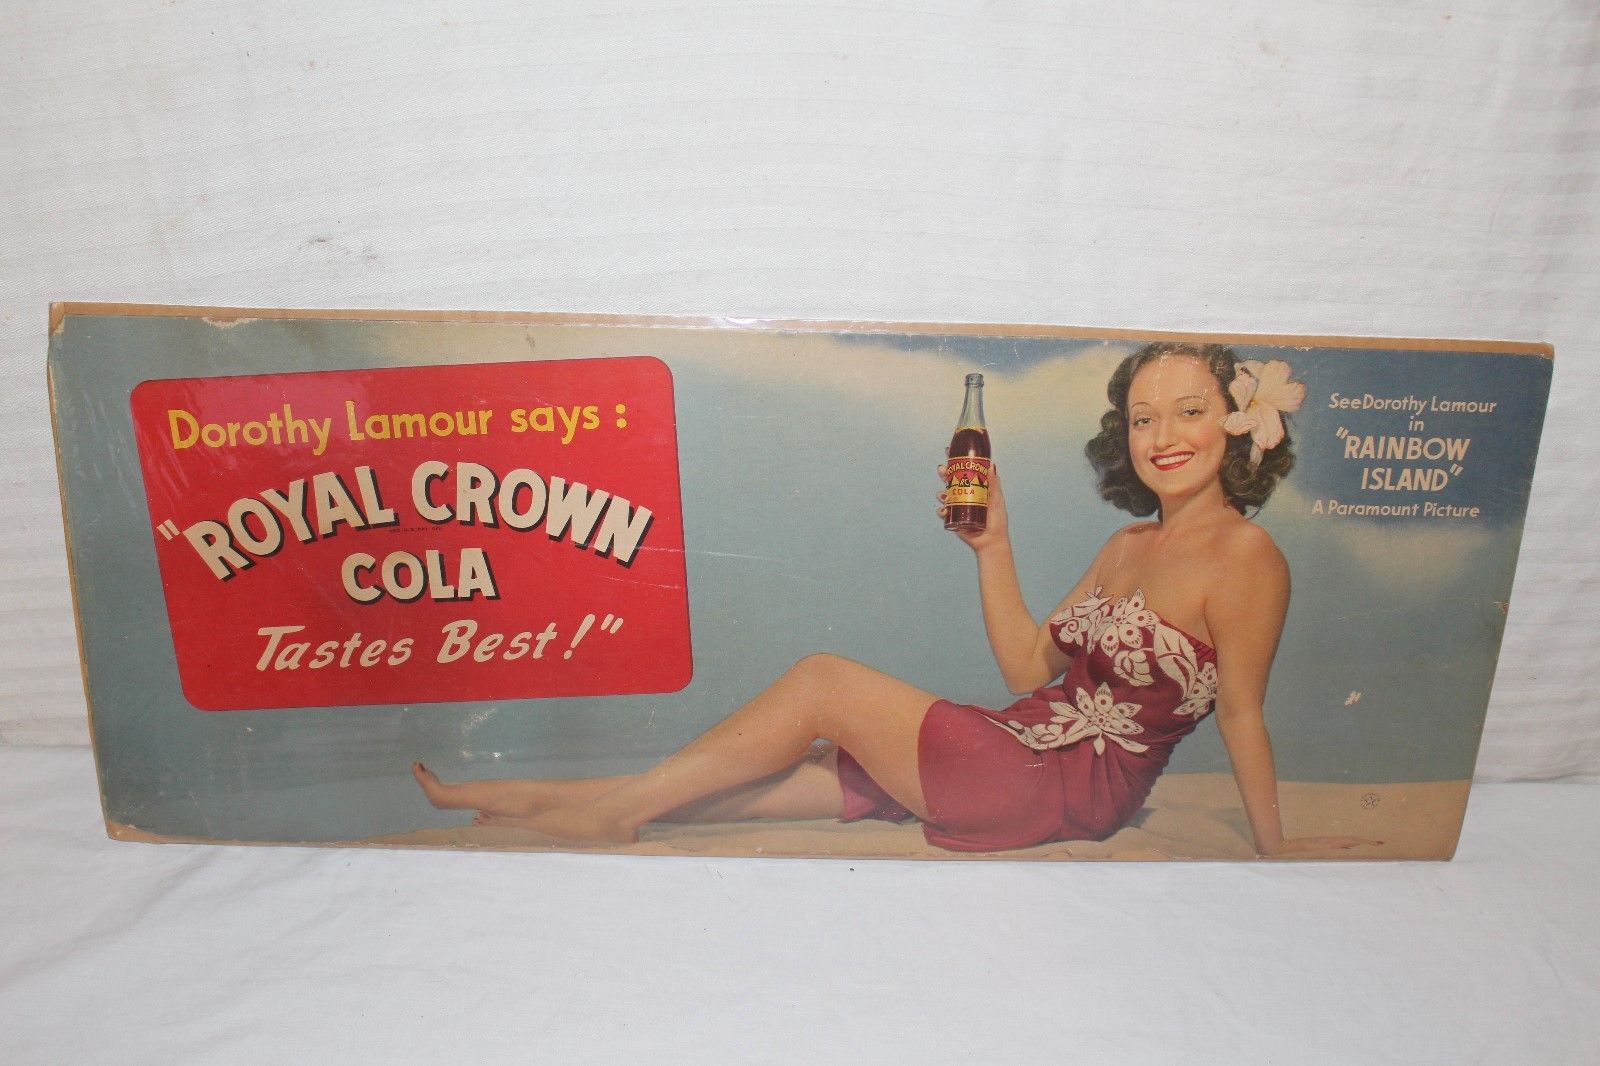 Dorothy Lamour says:
"ROYAL CROWN
COLA
Tastes Best!"
ROYAL CROWN
RC
COLA
See Dorothy Lamour
in
"RAINBOW
ISLAND"
A Paramount Picture